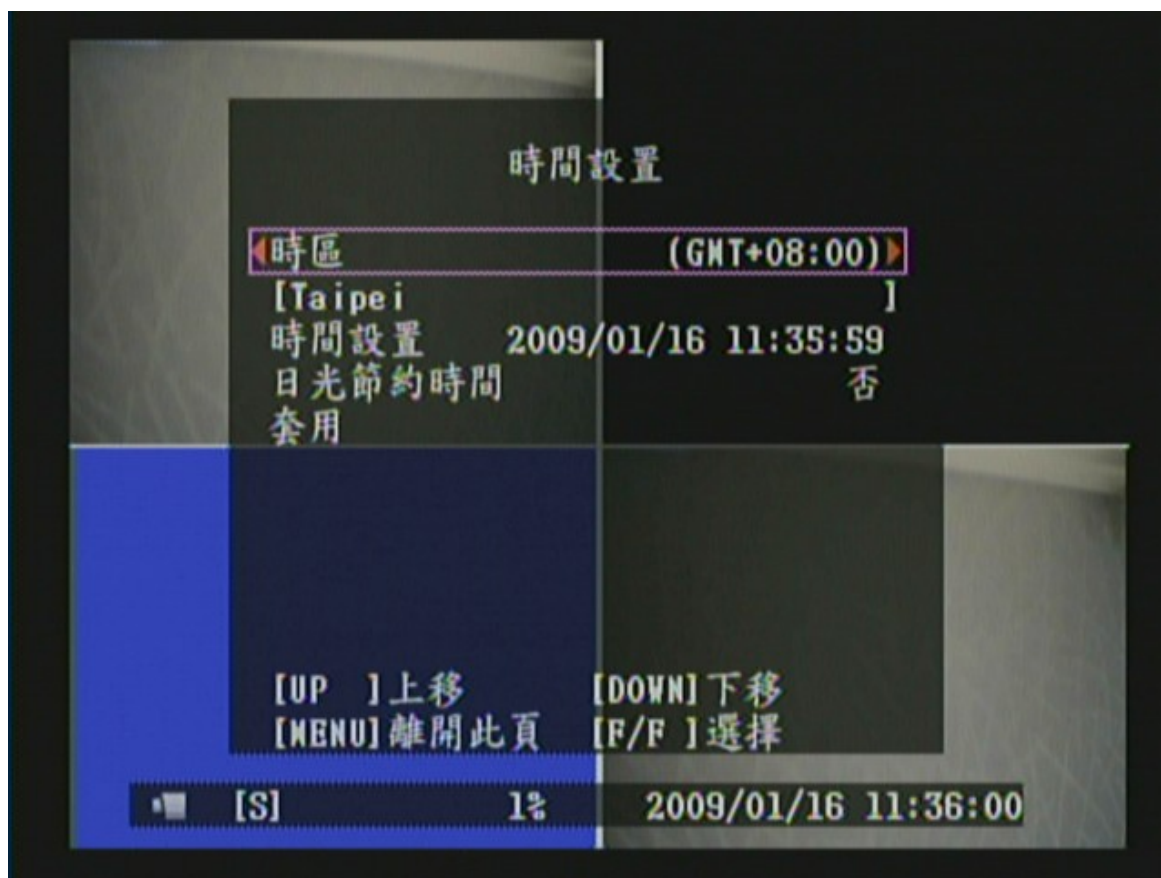 時間設置
時區 (GMT+08:00)
[Taipei ]
時間設置 2009/01/16 11:35:59
日光節約時間 否
套用
[UP ]上移 [DOWN]下移
[MENU]離開此頁 [F/F ]選擇
[S] 1% 2009/01/16 11:36:00